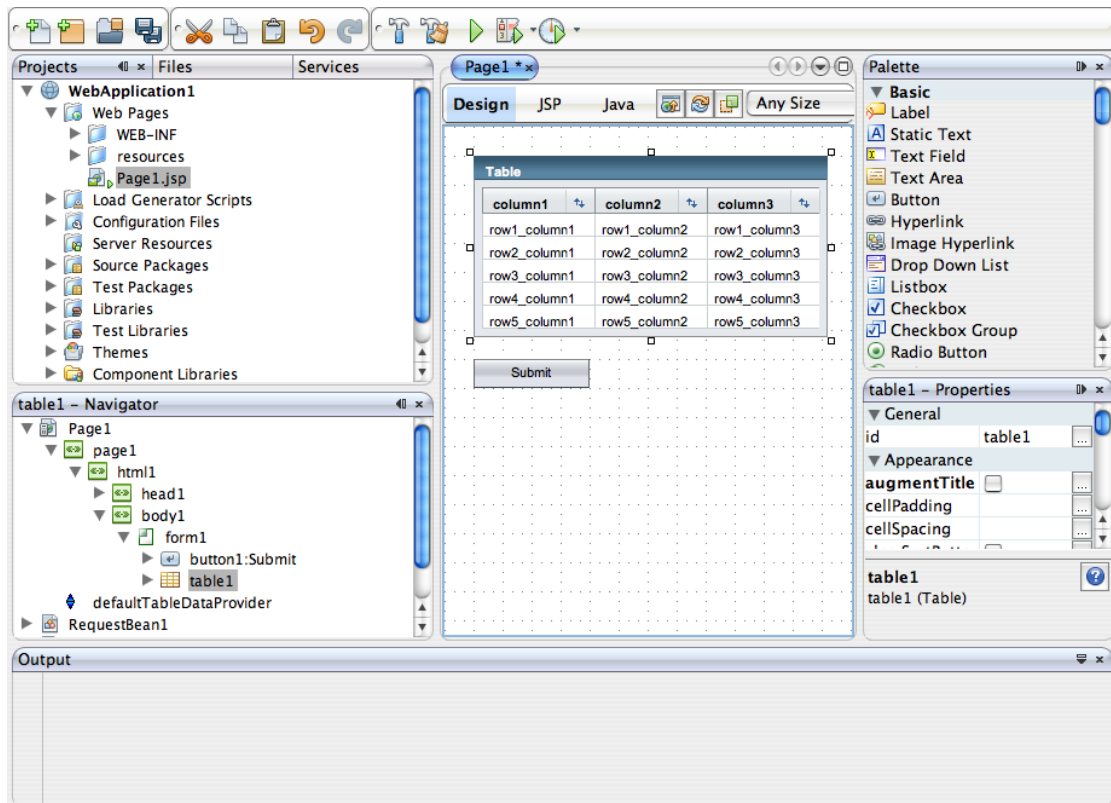 Projects Files Services
WebApplication1
Web Pages
WEB-INF
resources
Page1.jsp
Load Generator Scripts
Configuration Files
Server Resources
Source Packages
Test Packages
Libraries
Test Libraries
Themes
Component Libraries
table1 – Navigator
Page1
page1
html1
head1
body1
form1
button1:Submit
table1
defaultTableDataProvider
RequestBean1
Page1 *
Design JSP Java Any Size
Table
column1 column2 column3
row1_column1 row1_column2 row1_column3
row2_column1 row2_column2 row2_column3
row3_column1 row3_column2 row3_column3
row4_column1 row4_column2 row4_column3
row5_column1 row5_column2 row5_column3
Submit
Palette
Basic
Label
Static Text
Text Field
Text Area
Button
Hyperlink
Image Hyperlink
Drop Down List
Listbox
Checkbox
Checkbox Group
Radio Button
table1 – Properties
General
id table1 ...
Appearance
augmentTitle ...
cellPadding ...
cellSpacing ...
table1
table1 (Table)
Output